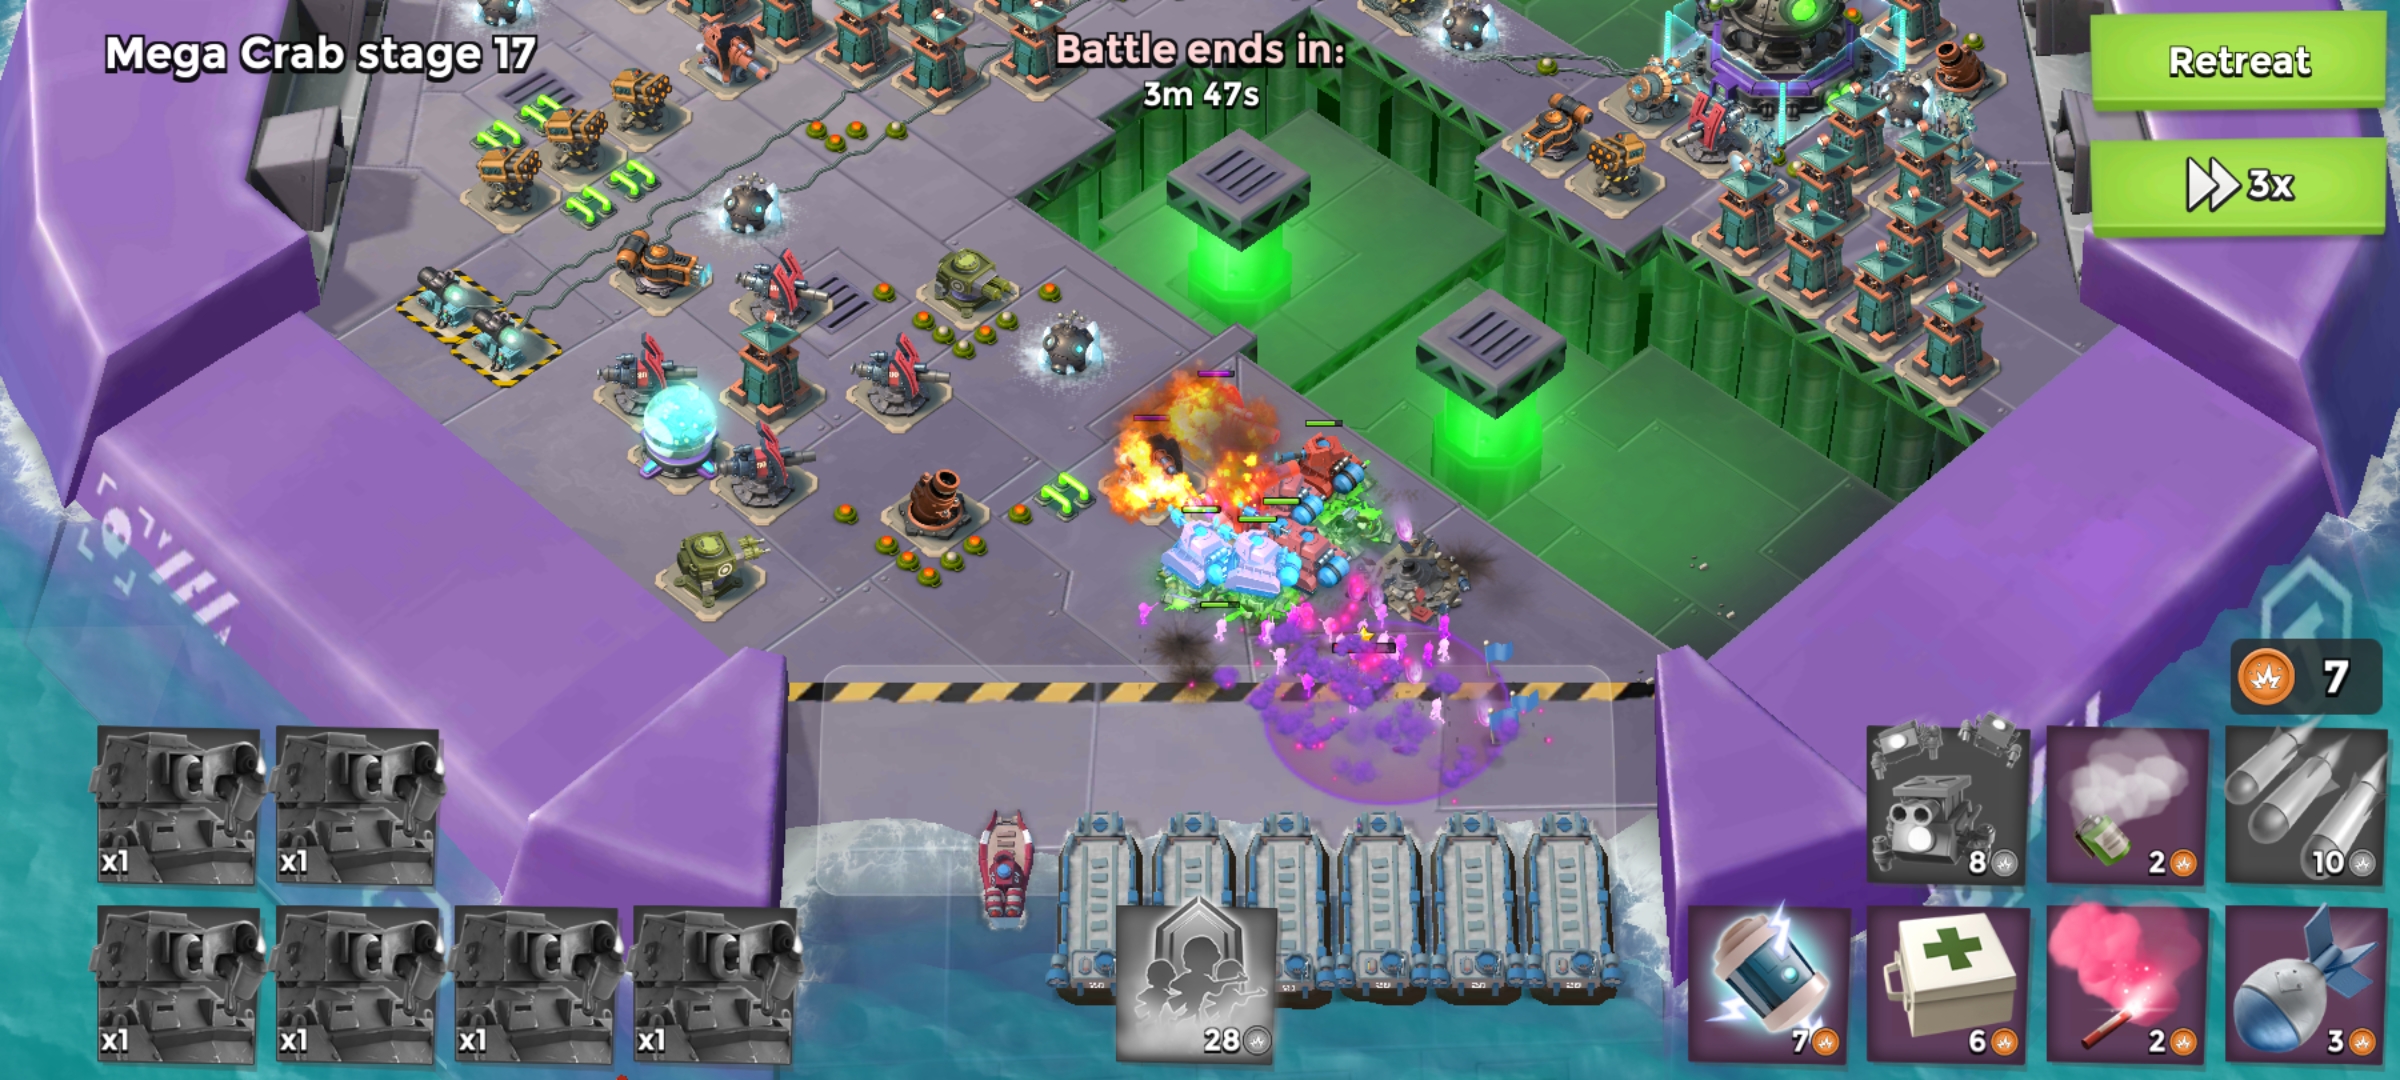 Mega Crab stage 17
Battle ends in:
3m 47s
Retreat
3x
7
x1
x1
8
2
10
x1
x1
x1
x1
28
7
6
2
3